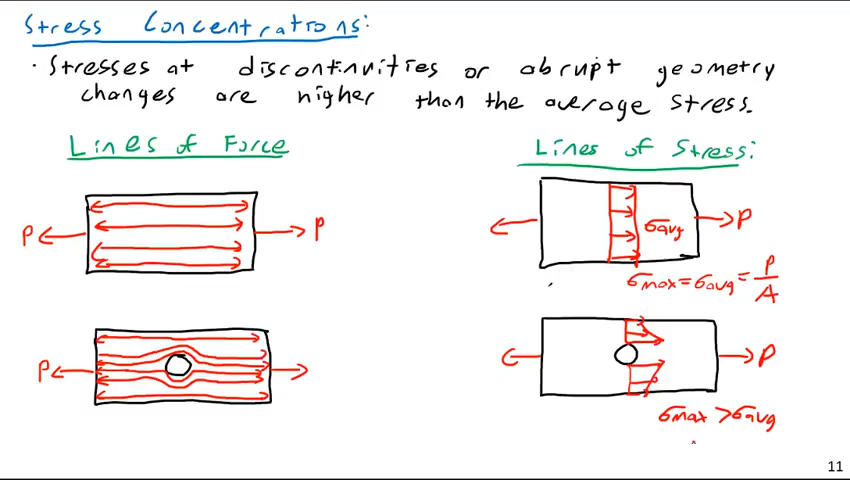 Stress Concentrations:
· Stresses at discontinuities or abrupt geometry
changes are higher than the average stress.
Lines of Force
Lines of Stress:
P
P
σavg
P
σmax = σavg = P/A
P
P
σmax > σavg
11